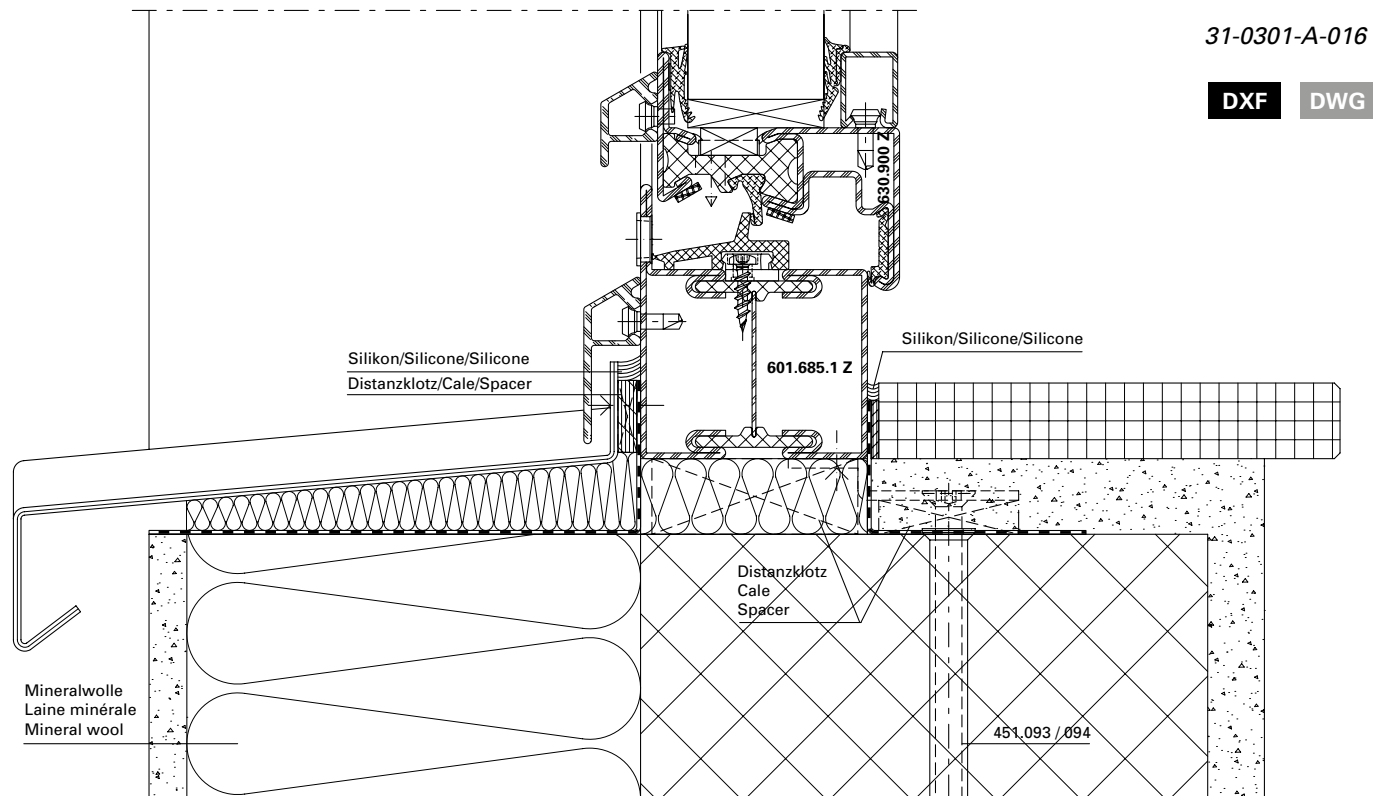 31-0301-A-016
DXF DWG
630.900 Z
Silikon/Silicone/Silicone
Distanzklotz/Cale/Spacer
601.685.1 Z
Silikon/Silicone/Silicone
Distanzklotz
Cale
Spacer
Mineralwolle
Laine minérale
Mineral wool
451.093 / 094